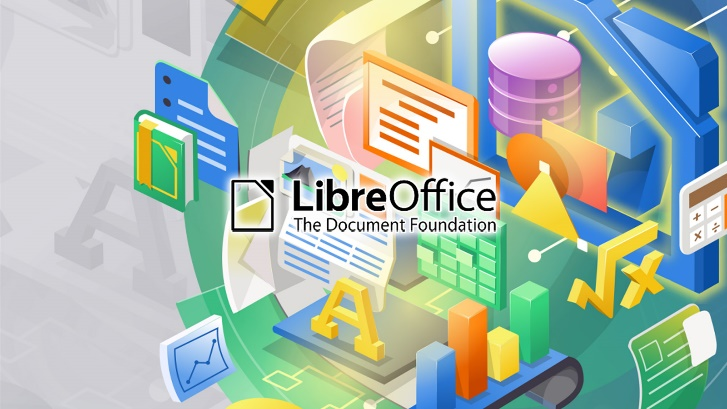 LibreOffice
The Document Foundation
A
√x
+ −
× ÷